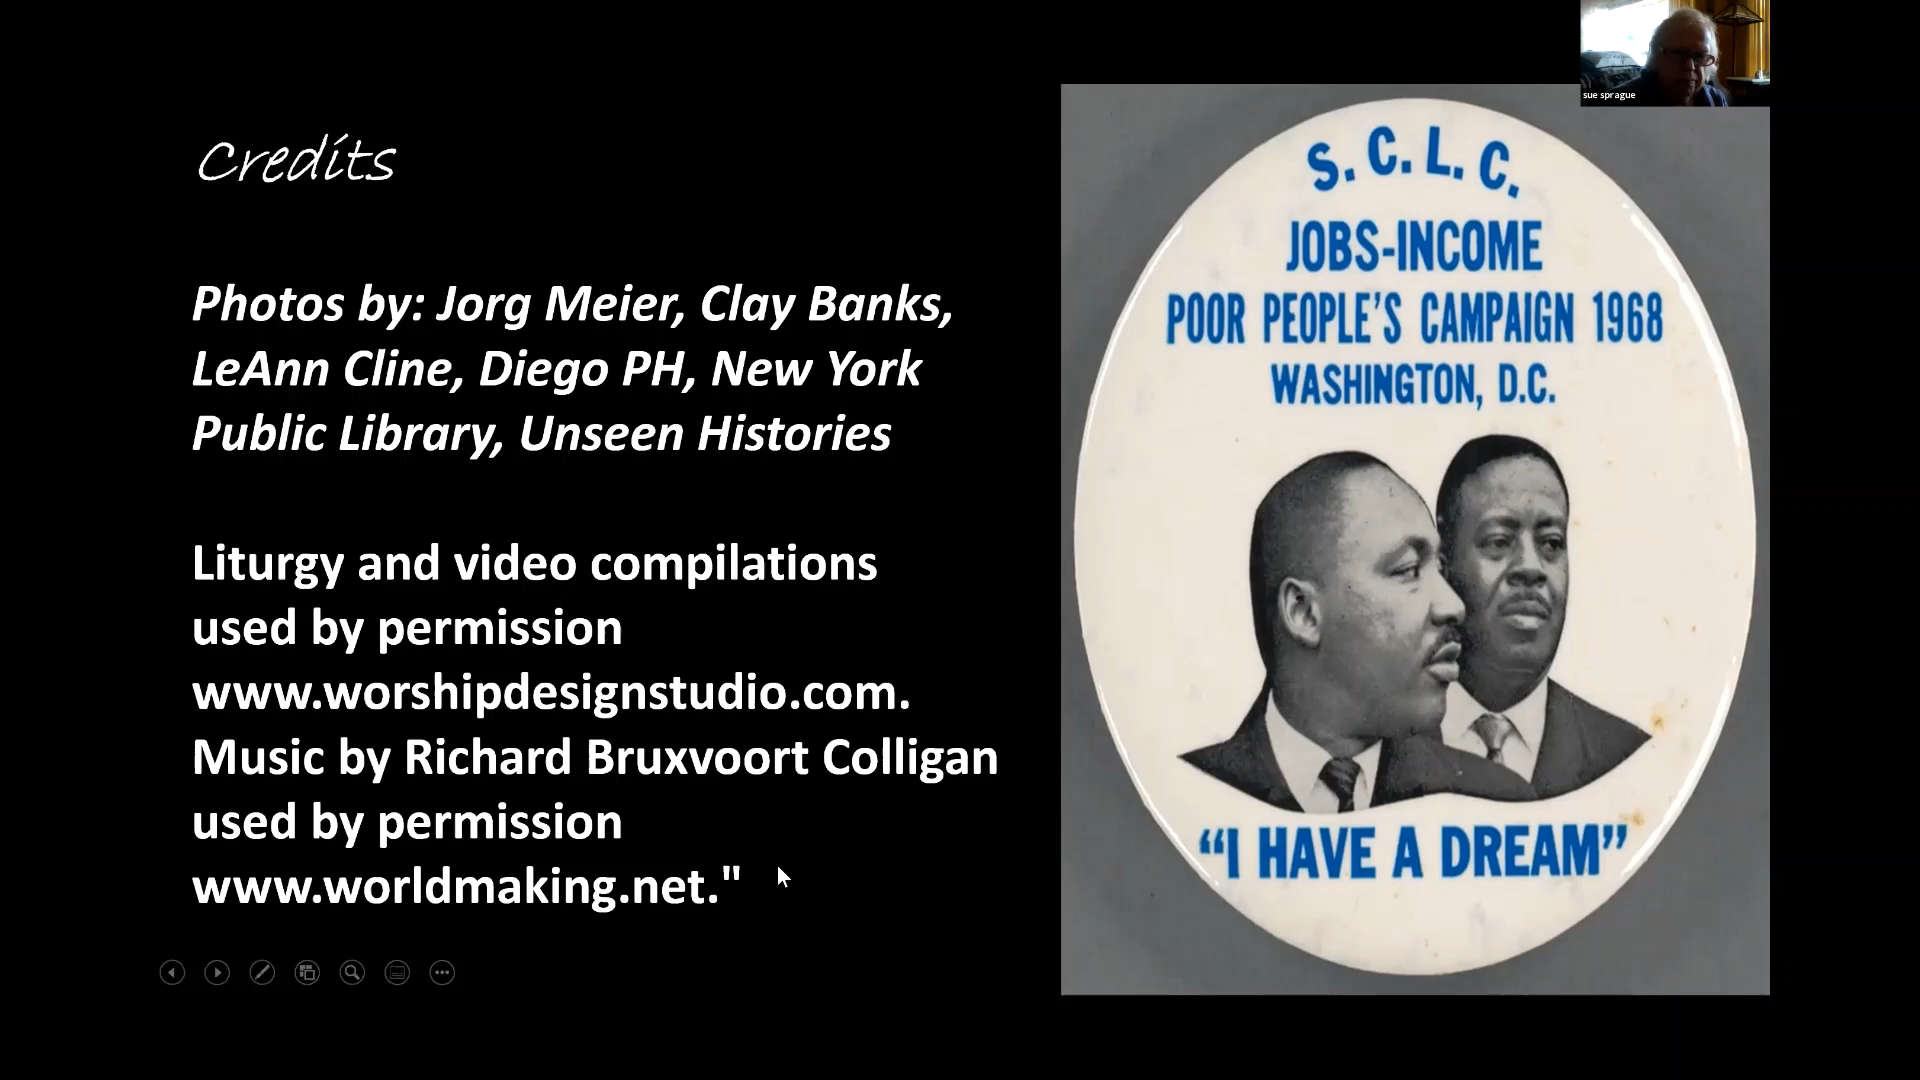 Credits
Photos by: Jorg Meier, Clay Banks,
LeAnn Cline, Diego PH, New York
Public Library, Unseen Histories
Liturgy and video compilations
used by permission
www.worshipdesignstudio.com.
Music by Richard Bruxvoort Colligan
used by permission
www.worldmaking.net."
sue sprague
S. C. L. C.
JOBS-INCOME
POOR PEOPLE'S CAMPAIGN 1968
WASHINGTON, D.C.
“I HAVE A DREAM”